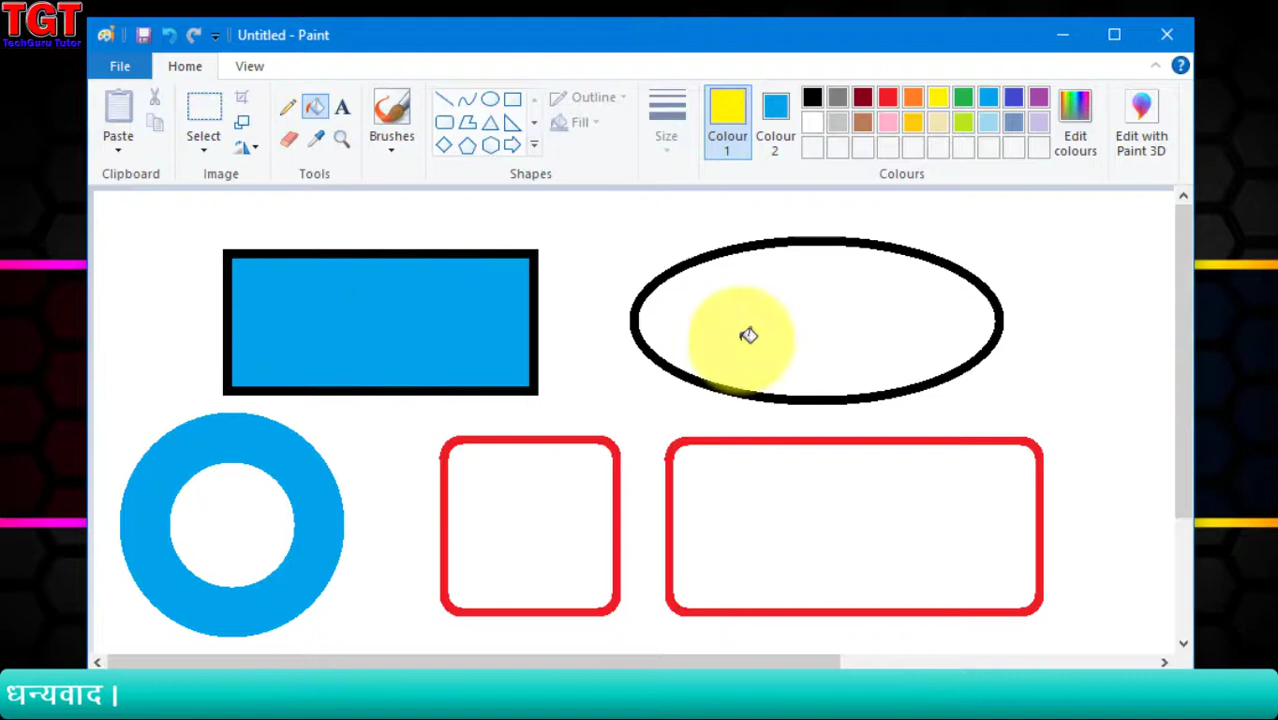 TGT
TechGuru Tutor
Untitled - Paint
File
Home
View
Paste
Select
Brushes
Outline
Fill
Size
Colour 1
Colour 2
Edit colours
Edit with Paint 3D
Clipboard
Image
Tools
Shapes
Colours
धन्यवाद |